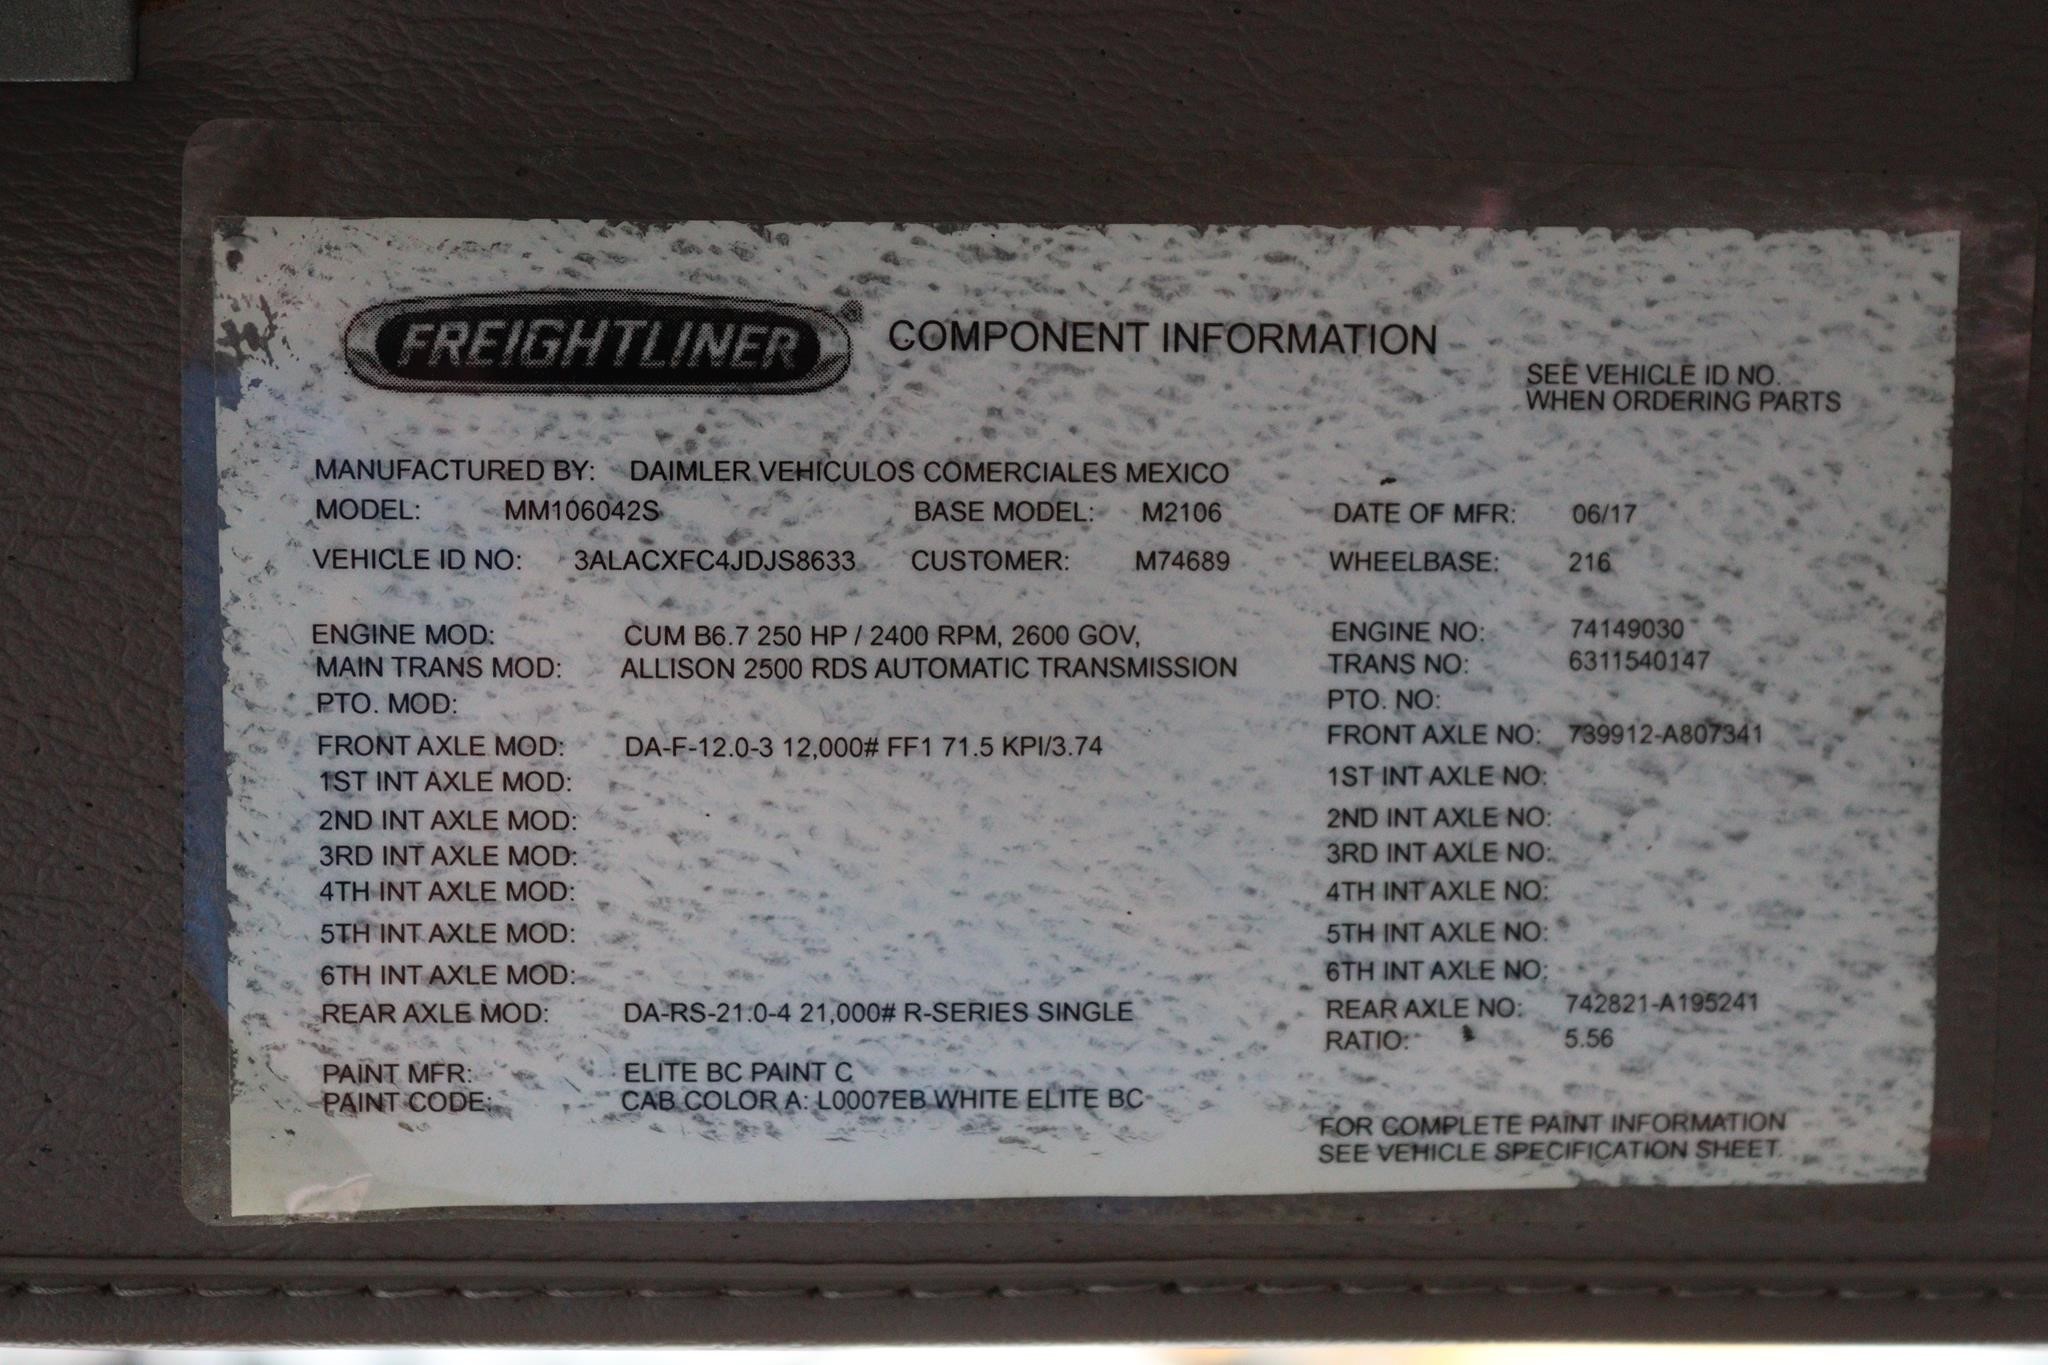 FREIGHTLINER® COMPONENT INFORMATION
SEE VEHICLE ID NO.
WHEN ORDERING PARTS
MANUFACTURED BY: DAIMLER VEHICULOS COMERCIALES MEXICO
MODEL: MM106042S BASE MODEL: M2106 DATE OF MFR: 06/17
VEHICLE ID NO: 3ALACXFC4JDJS8633 CUSTOMER: M74689 WHEELBASE: 216
ENGINE MOD: CUM B6.7 250 HP / 2400 RPM, 2600 GOV, ENGINE NO: 74149030
MAIN TRANS MOD: ALLISON 2500 RDS AUTOMATIC TRANSMISSION TRANS NO: 6311540147
PTO. MOD: PTO. NO:
FRONT AXLE MOD: DA-F-12.0-3 12,000# FF1 71.5 KPI/3.74 FRONT AXLE NO: 739912-A807341
1ST INT AXLE MOD: 1ST INT AXLE NO:
2ND INT AXLE MOD: 2ND INT AXLE NO:
3RD INT AXLE MOD: 3RD INT AXLE NO:
4TH INT AXLE MOD: 4TH INT AXLE NO:
5TH INT AXLE MOD: 5TH INT AXLE NO:
6TH INT AXLE MOD: 6TH INT AXLE NO:
REAR AXLE MOD: DA-RS-21.0-4 21,000# R-SERIES SINGLE REAR AXLE NO: 742821-A195241
RATIO: 5.56
PAINT MFR: ELITE BC PAINT C
PAINT CODE: CAB COLOR A: L0007EB WHITE ELITE BC
FOR COMPLETE PAINT INFORMATION
SEE VEHICLE SPECIFICATION SHEET.